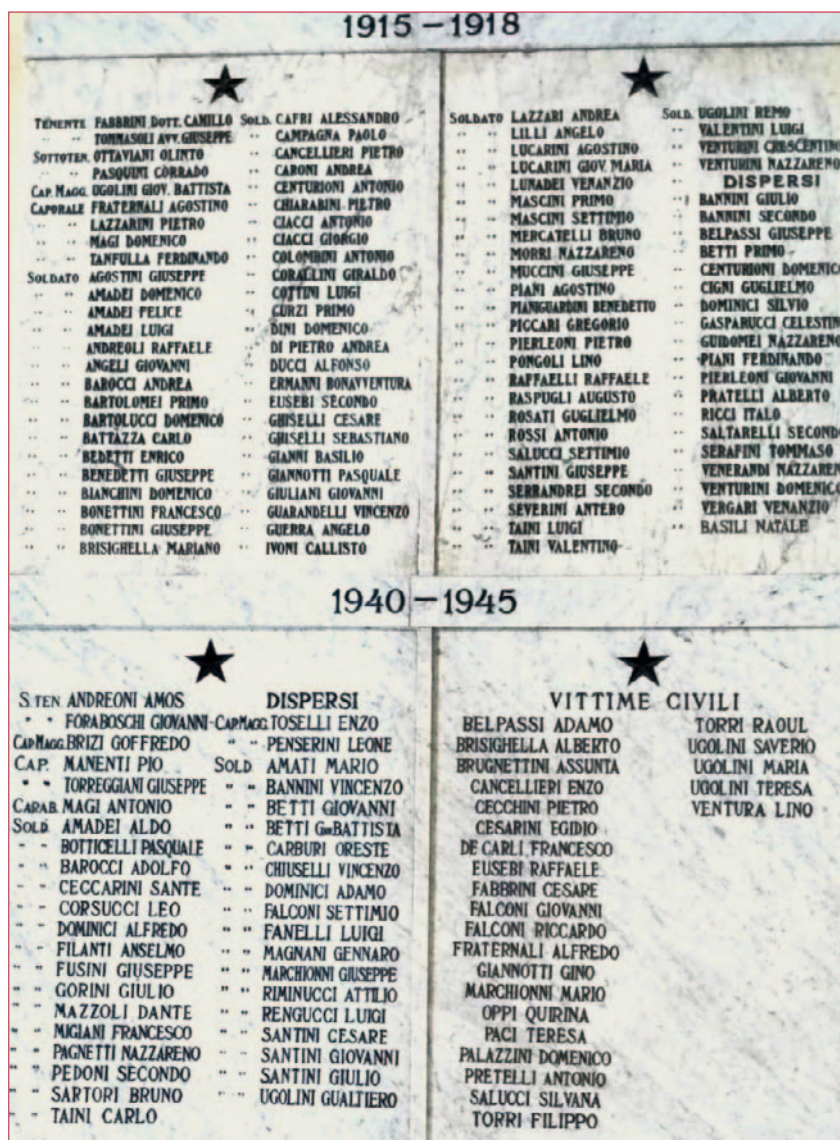 1915 – 1918
TENENTE FABBRINI DOTT. CAMILLO
" " TOMMASOLI AVV. GIUSEPPE
SOTTOTEN. OTTAVIANI OLINTO
" " PASQUINI CORRADO
CAP. MAGG. UGOLINI GIOV. BATTISTA
CAPORALE FRATERNALI AGOSTINO
" " LAZZARINI PIETRO
" " MAGI DOMENICO
" " TANFULLA FERDINANDO
SOLDATO AGOSTINI GIUSEPPE
" " AMADEI DOMENICO
" " AMADEI FELICE
" " AMADEI LUIGI
" " ANDREOLI RAFFAELE
" " ANGELI GIOVANNI
" " BAROCCI ANDREA
" " BARTOLOMEI PRIMO
" " BARTOLUCCI DOMENICO
" " BATTAZZA CARLO
" " BEDETTI ENRICO
" " BENEDETTI GIUSEPPE
" " BIANCHINI DOMENICO
" " BONETTINI FRANCESCO
" " BONETTINI GIUSEPPE
" " BRISIGHELLA MARIANO
SOLD. CAFRI ALESSANDRO
" CAMPAGNA PAOLO
" CANCELLIERI PIETRO
" CARONI ANDREA
" CENTURIONI ANTONIO
" CHIARABINI PIETRO
" CIACCI ANTONIO
" CIACCI GIORGIO
" COLOMBINI ANTONIO
" CORALLINI GIRALDO
" COTTINI LUIGI
" CURZI PRIMO
" DINI DOMENICO
" DI PIETRO ANDREA
" DUCCI ALFONSO
" ERMANNI BONAVVENTURA
" EUSEBI SECONDO
" GHISELLI CESARE
" GHISELLI SEBASTIANO
" GIANNI BASILIO
" GIANNOTTI PASQUALE
" GIULIANI GIOVANNI
" GUARANDELLI VINCENZO
" GUERRA ANGELO
" IVONI CALLISTO
SOLDATO LAZZARI ANDREA
" " LILLI ANGELO
" " LUCARINI AGOSTINO
" " LUCARINI GIOV. MARIA
" " LUNADEI VENANZIO
" " MASCINI PRIMO
" " MASCINI SETTIMIO
" " MERCATELLI BRUNO
" " MORRI NAZZARENO
" " MUCCINI GIUSEPPE
" " PIANI AGOSTINO
" " PIANGUARDINI BENEDETTO
" " PICCARI GREGORIO
" " PIERLEONI PIETRO
" " PONGOLI LINO
" " RAFFAELLI RAFFAELE
" " RASPUGLI AUGUSTO
" " ROSATI GUGLIELMO
" " ROSSI ANTONIO
" " SALUCCI SETTIMIO
" " SANTINI GIUSEPPE
" " SERRANDREI SECONDO
" " SEVERINI ANTERO
" " TAINI LUIGI
" " TAINI VALENTINO
SOLD. UGOLINI REMO
" VALENTINI LUIGI
" VENTURINI CRESCENTINO
" VENTURINI NAZZARENO
DISPERSI
" BANNINI GIULIO
" BANNINI SECONDO
" BELPASSI GIUSEPPE
" BETTI PRIMO
" CENTURIONI DOMENICO
" CIGNI GUGLIELMO
" DOMINICI SILVIO
" GASPARUCCI CELESTIN
" GUIDOMEI NAZZARENO
" PIANI FERDINANDO
" PIERLEONI GIOVANNI
" PRATELLI ALBERTO
" RICCI ITALO
" SALTARELLI SECONDO
" SERAFINI TOMMASO
" VENERANDI NAZZAREN
" VENTURINI DOMENICO
" VERGARI VENANZIO
" BASILI NATALE
1940 – 1945
S. TEN ANDREONI AMOS
" " FORABOSCHI GIOVANNI
CAP. MAGG. BRIZI GOFFREDO
CAP. MANENTI PIO
" " TORREGGIANI GIUSEPPE
CARAB. MAGI ANTONIO
SOLD. AMADEI ALDO
" " BOTTICELLI PASQUALE
" " BAROCCI ADOLFO
" " CECCARINI SANTE
" " CORSUCCI LEO
" " DOMINICI ALFREDO
" " FILANTI ANSELMO
" " FUSINI GIUSEPPE
" " GORINI GIULIO
" " MAZZOLI DANTE
" " MIGIANI FRANCESCO
" " PAGNETTI NAZZARENO
" " PEDONI SECONDO
" " SARTORI BRUNO
" " TAINI CARLO
DISPERSI
CAP. MAGG. TOSELLI ENZO
" " PENSERINI LEONE
SOLD. AMATI MARIO
" " BANNINI VINCENZO
" " BETTI GIOVANNI
" " BETTI GIOV BATTISTA
" " CARBURI ORESTE
" " CHIUSELLI VINCENZO
" " DOMINICI ADAMO
" " FALCONI SETTIMIO
" " FANELLI LUIGI
" " MAGNANI GENNARO
" " MARCHIONNI GIUSEPPE
" " RIMINUCCI ATTILIO
" " RENGUCCI LUIGI
" " SANTINI CESARE
" " SANTINI GIOVANNI
" " SANTINI GIULIO
" " UGOLINI GUALTIERO
VITTIME CIVILI
BELPASSI ADAMO
BRISIGHELLA ALBERTO
BRUGNETTINI ASSUNTA
CANCELLIERI ENZO
CECCHINI PIETRO
CESARINI EGIDIO
DE CARLI FRANCESCO
EUSEBI RAFFAELE
FABBRINI CESARE
FALCONI GIOVANNI
FALCONI RICCARDO
FRATERNALI ALFREDO
GIANNOTTI GINO
MARCHIONNI MARIO
OPPI QUIRINA
PACI TERESA
PALAZZINI DOMENICO
PRETELLI ANTONIO
SALUCCI SILVANA
TORRI FILIPPO
TORRI RAOUL
UGOLINI SAVERIO
UGOLINI MARIA
UGOLINI TERESA
VENTURA LINO